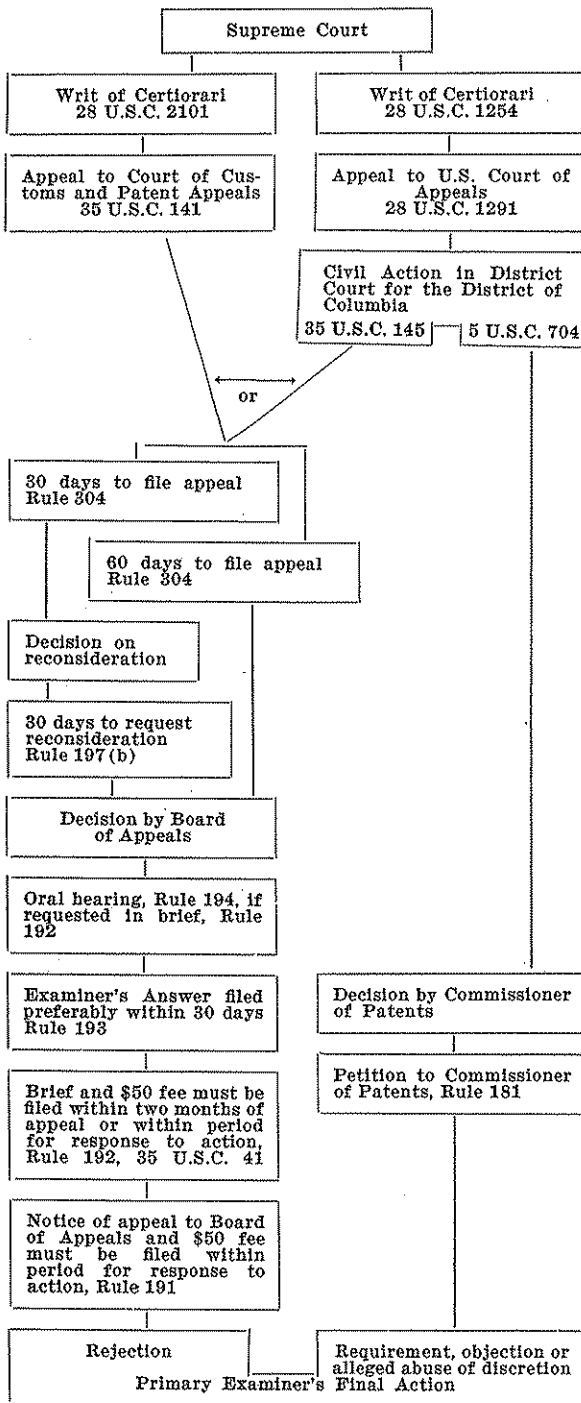 Supreme Court
Writ of Certiorari
28 U.S.C. 2101
Writ of Certiorari
28 U.S.C. 1254
Appeal to Court of Cus-
toms and Patent Appeals
35 U.S.C. 141
Appeal to U.S. Court of
Appeals
28 U.S.C. 1291
Civil Action in District
Court for the District of
Columbia
35 U.S.C. 145
5 U.S.C. 704
or
30 days to file appeal
Rule 304
60 days to file appeal
Rule 304
Decision on
reconsideration
30 days to request
reconsideration
Rule 197(b)
Decision by Board
of Appeals
Oral hearing, Rule 194, if
requested in brief, Rule
192
Examiner's Answer filed
preferably within 30 days
Rule 193
Decision by Commissioner
of Patents
Brief and $50 fee must be
filed within two months of
appeal or within period
for response to action,
Rule 192, 35 U.S.C. 41
Petition to Commissioner
of Patents, Rule 181
Notice of appeal to Board
of Appeals and $50 fee
must be filed within
period for response to
action, Rule 191
Rejection
Requirement, objection or
alleged abuse of discretion
Primary Examiner's Final Action